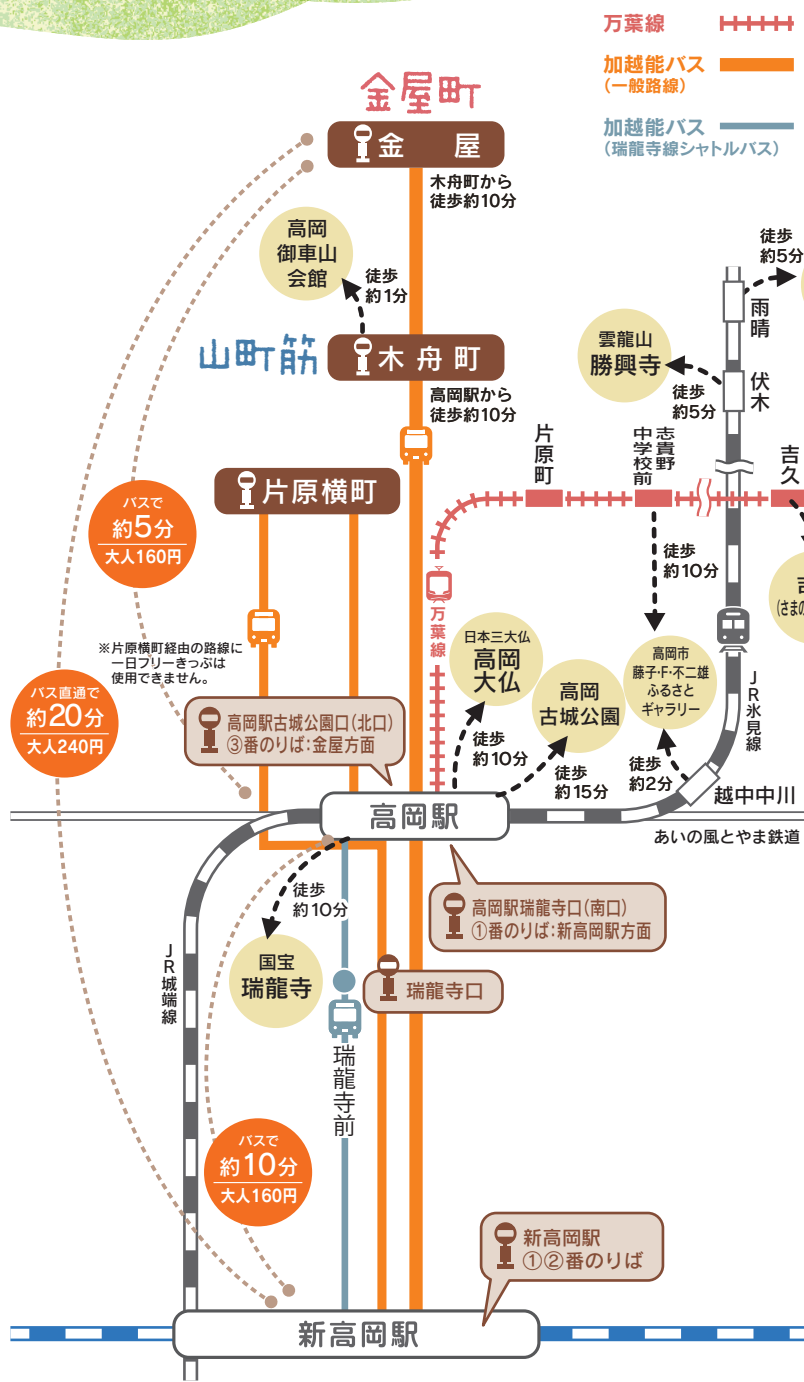 万葉線
加越能バス
(一般路線)
加越能バス
(瑞龍寺線シャトルバス)
金屋町
金屋
木舟町から
徒歩約10分
高岡
御車山
会館
徒歩
約1分
山町筋
木舟町
高岡駅から
徒歩約10分
徒歩
約5分
雨晴
雲龍山
勝興寺
徒歩
約5分
伏木
片原町
志貴野
中学校前
吉久
片原横町
バスで
約5分
大人160円
徒歩
約10分
万葉線
※片原横町経由の路線に
一日フリーきっぷは
使用できません。
日本三大仏
高岡
大仏
高岡
古城公園
高岡市
藤子・F・不二雄
ふるさと
ギャラリー
(さまの
JR氷見線
バス直通で
約20分
大人240円
高岡駅古城公園口(北口)
③番のりば:金屋方面
徒歩
約10分
徒歩
約15分
徒歩
約2分
越中中川
高岡駅
あいの風とやま鉄道
徒歩
約10分
高岡駅瑞龍寺口(南口)
①番のりば:新高岡駅方面
JR城端線
国宝
瑞龍寺
瑞龍寺口
瑞龍寺前
バスで
約10分
大人160円
新高岡駅
①②番のりば
新高岡駅